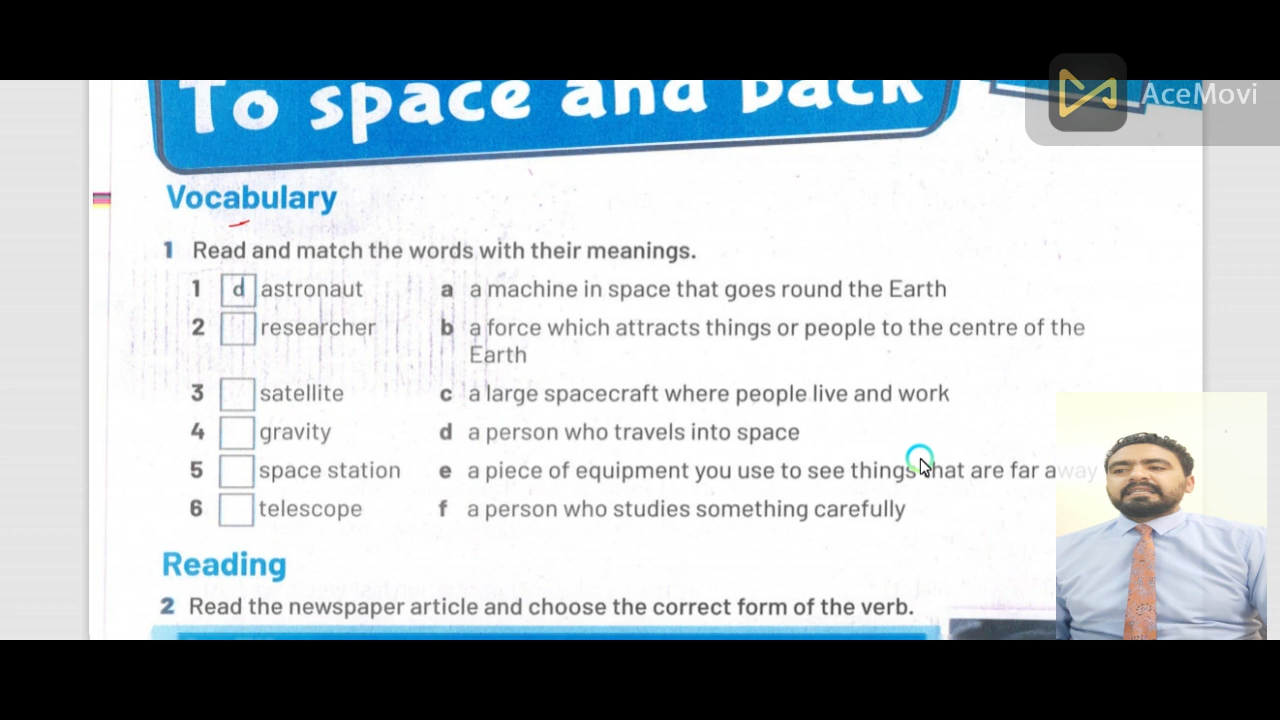 AceMovi
To space and back
Vocabulary
1 Read and match the words with their meanings.
1 d astronaut a a machine in space that goes round the Earth
2 researcher b a force which attracts things or people to the centre of the
Earth
3 satellite c a large spacecraft where people live and work
4 gravity d a person who travels into space
5 space station e a piece of equipment you use to see things that are far away
6 telescope f a person who studies something carefully
Reading
2 Read the newspaper article and choose the correct form of the verb.